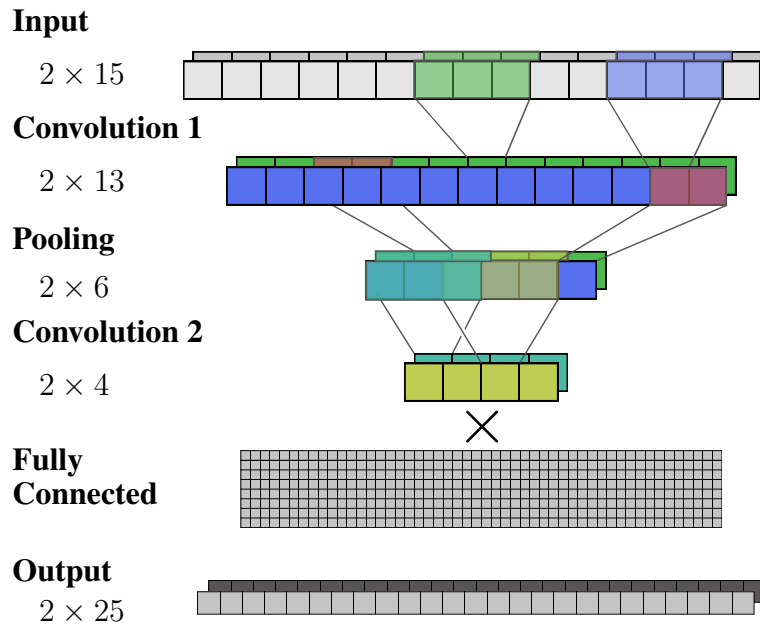 Input
2 × 15
Convolution 1
2 × 13
Pooling
2 × 6
Convolution 2
2 × 4
Fully
Connected
Output
2 × 25